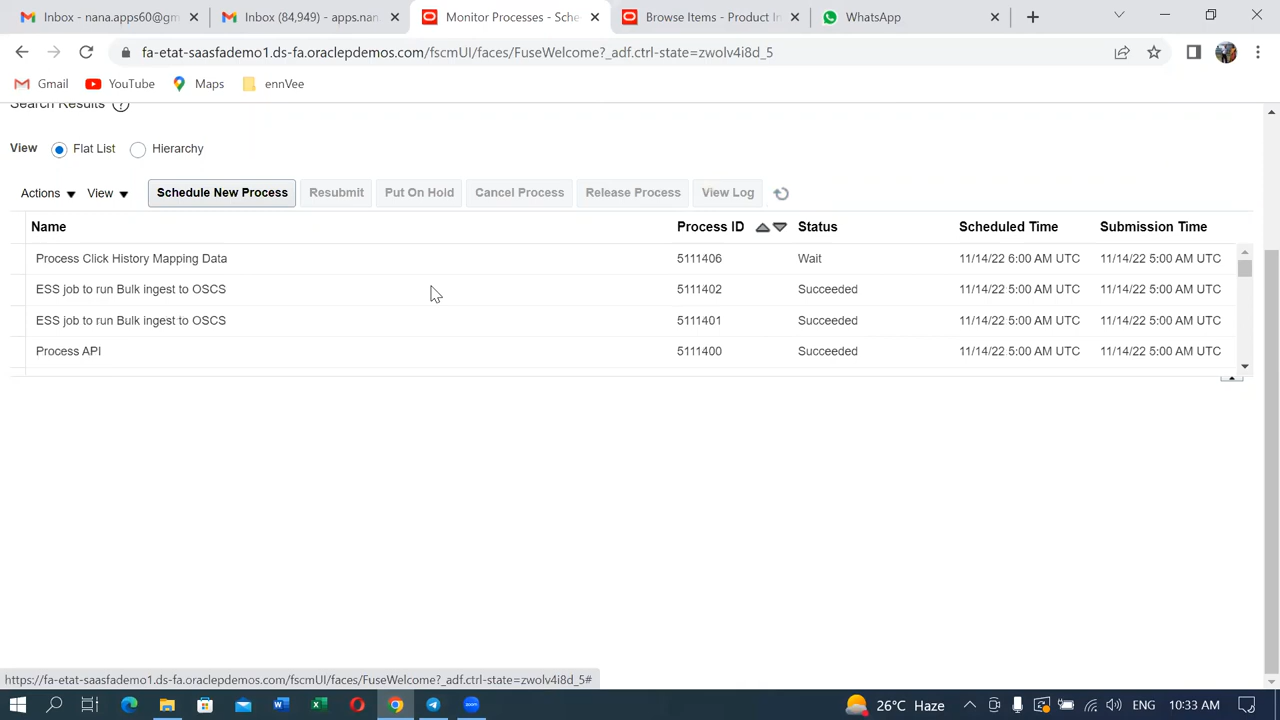 Inbox - nana.apps60@gm
Inbox (84,949) - apps.nan
Monitor Processes - Sche
Browse Items - Product In
WhatsApp
fa-etat-saasfademo1.ds-fa.oraclepdemos.com/fscmUI/faces/FuseWelcome?_adf.ctrl-state=zwolv4i8d_5
Gmail YouTube Maps ennVee
Search Results ?
View Flat List Hierarchy
Actions View Schedule New Process Resubmit Put On Hold Cancel Process Release Process View Log
Name Process ID Status Scheduled Time Submission Time
Process Click History Mapping Data 5111406 Wait 11/14/22 6:00 AM UTC 11/14/22 5:00 AM UTC
ESS job to run Bulk ingest to OSCS 5111402 Succeeded 11/14/22 5:00 AM UTC 11/14/22 5:00 AM UTC
ESS job to run Bulk ingest to OSCS 5111401 Succeeded 11/14/22 5:00 AM UTC 11/14/22 5:00 AM UTC
Process API 5111400 Succeeded 11/14/22 5:00 AM UTC 11/14/22 5:00 AM UTC
https://fa-etat-saasfademo1.ds-fa.oraclepdemos.com/fscmUI/faces/FuseWelcome?_adf.ctrl-state=zwolv4i8d_5#
26°C Haze ENG 10:33 AM